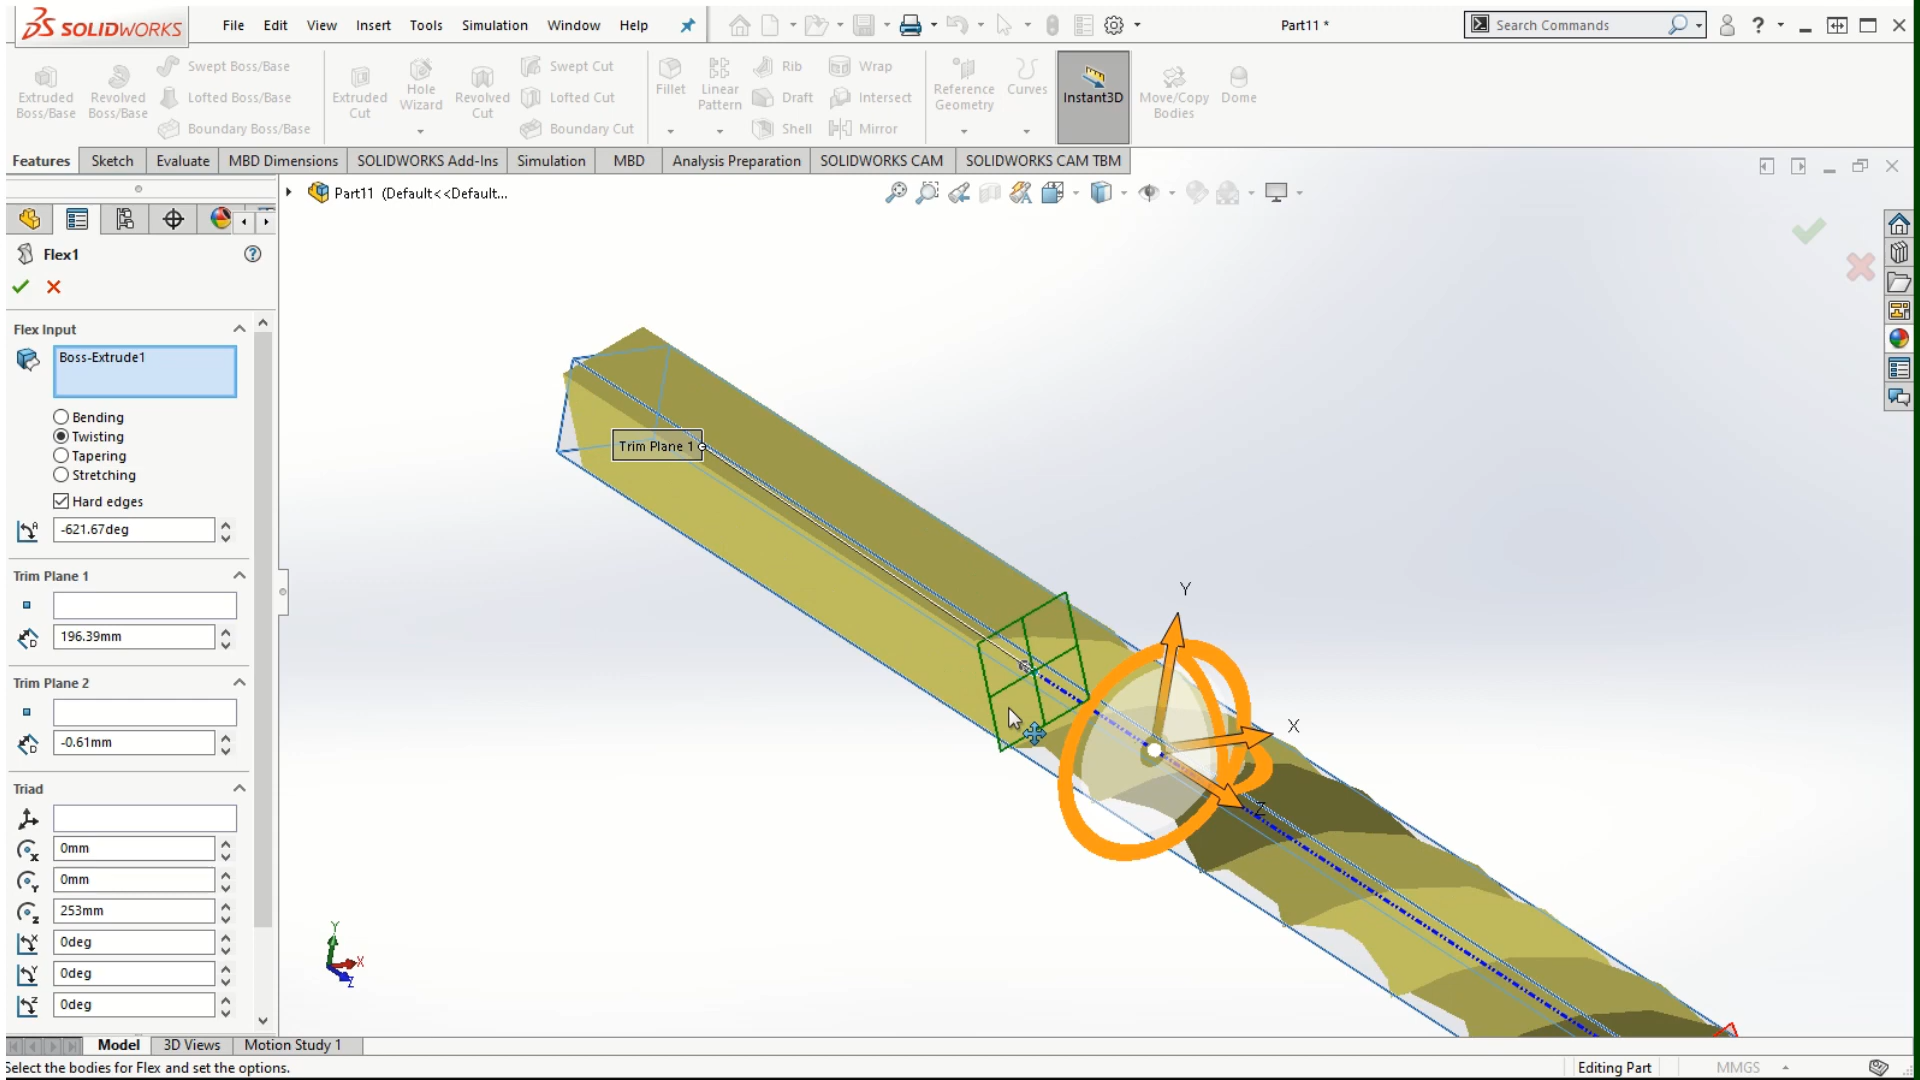 SOLIDWORKS
File Edit View Insert Tools Simulation Window Help
Part11 *
Search Commands
Extruded Boss/Base
Revolved Boss/Base
Swept Boss/Base
Lofted Boss/Base
Boundary Boss/Base
Extruded Cut
Hole Wizard
Revolved Cut
Swept Cut
Lofted Cut
Boundary Cut
Fillet
Linear Pattern
Rib
Draft
Shell
Wrap
Intersect
Mirror
Reference Geometry
Curves
Instant3D
Move/Copy Bodies
Dome
Features Sketch Evaluate MBD Dimensions SOLIDWORKS Add-Ins Simulation MBD Analysis Preparation SOLIDWORKS CAM SOLIDWORKS CAM TBM
Part11 (Default<<Default...
Flex1
Flex Input
Boss-Extrude1
Bending
Twisting
Tapering
Stretching
Hard edges
-621.67deg
Trim Plane 1
196.39mm
Trim Plane 2
-0.61mm
Triad
0mm
0mm
253mm
0deg
0deg
0deg
Trim Plane 1
Y
X
Z
Y
X
Z
Model 3D Views Motion Study 1
Select the bodies for Flex and set the options.
Editing Part
MMGS